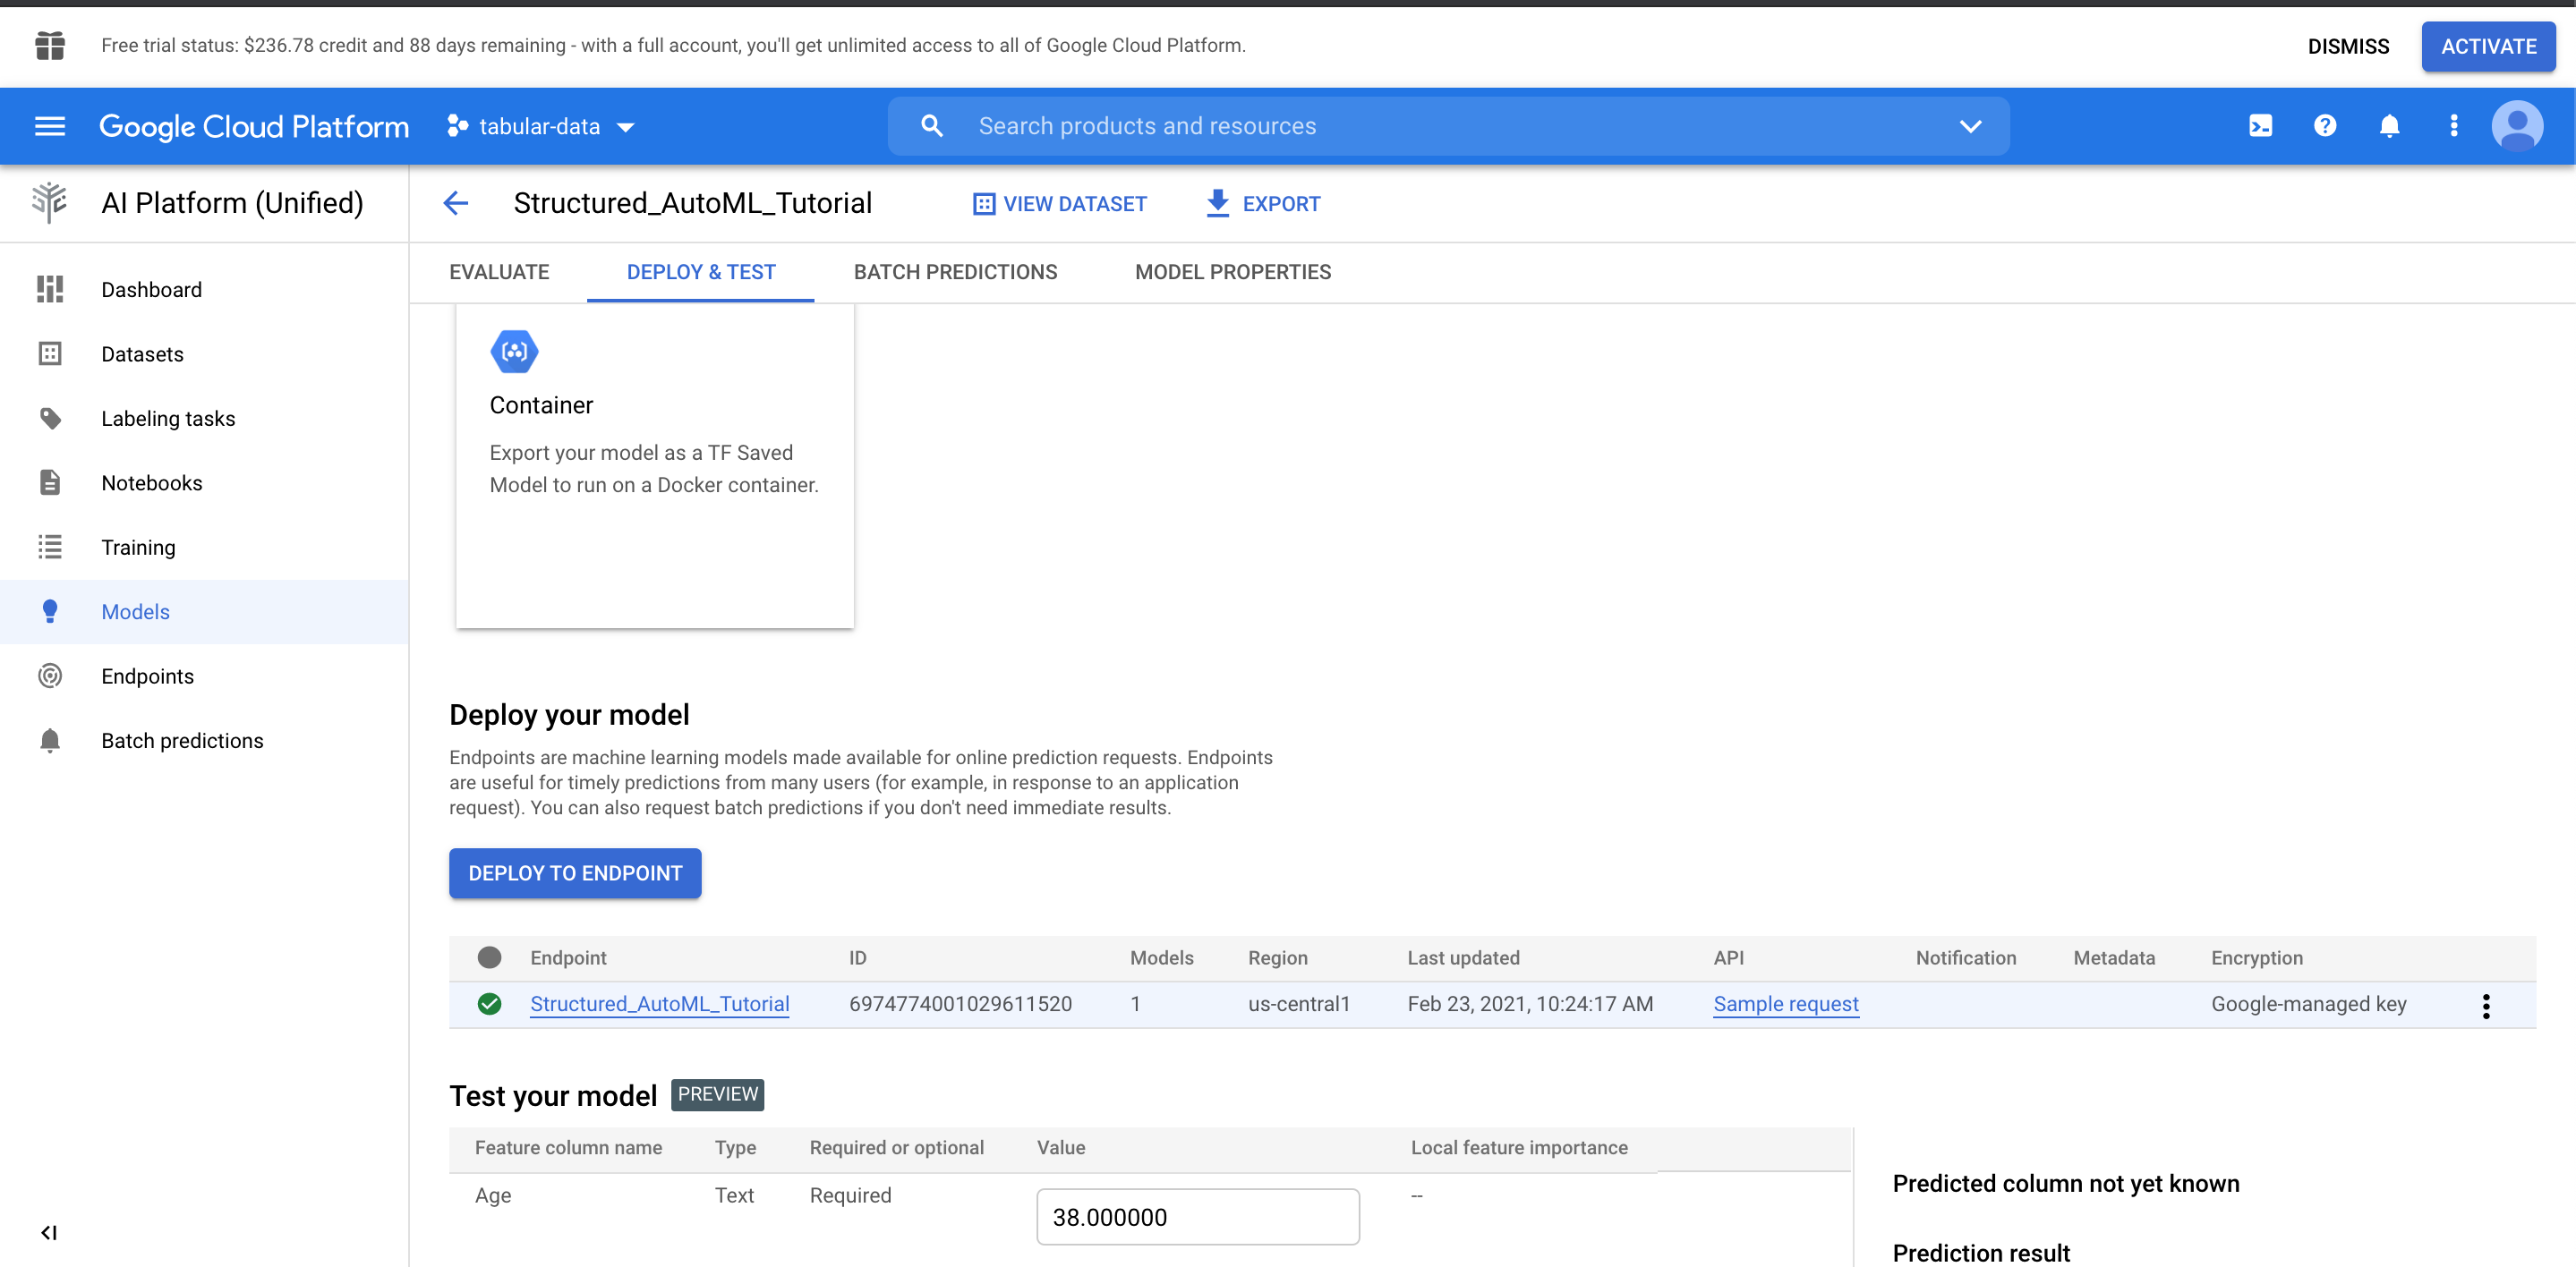 Free trial status: $236.78 credit and 88 days remaining - with a full account, you'll get unlimited access to all of Google Cloud Platform.
DISMISS
ACTIVATE
Google Cloud Platform
tabular-data
Search products and resources
AI Platform (Unified)
Structured_AutoML_Tutorial
VIEW DATASET
EXPORT
EVALUATE
DEPLOY & TEST
BATCH PREDICTIONS
MODEL PROPERTIES
Dashboard
Datasets
Labeling tasks
Notebooks
Training
Models
Endpoints
Batch predictions
Container
Export your model as a TF Saved
Model to run on a Docker container.
Deploy your model
Endpoints are machine learning models made available for online prediction requests. Endpoints
are useful for timely predictions from many users (for example, in response to an application
request). You can also request batch predictions if you don't need immediate results.
DEPLOY TO ENDPOINT
Endpoint ID Models Region Last updated API Notification Metadata Encryption
Structured_AutoML_Tutorial 6974774001029611520 1 us-central1 Feb 23, 2021, 10:24:17 AM Sample request Google-managed key
Test your model PREVIEW
Feature column name Type Required or optional Value Local feature importance
Age Text Required 38.000000 --
Predicted column not yet known
Prediction result